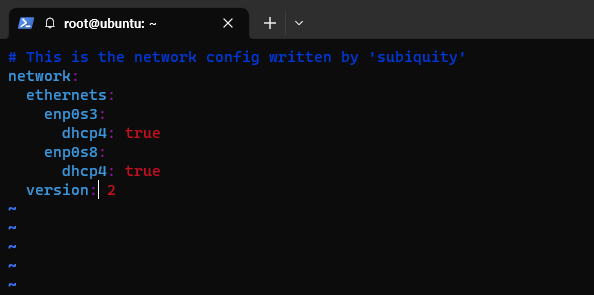 root@ubuntu: ~
# This is the network config written by 'subiquity'
network:
  ethernets:
    enp0s3:
      dhcp4: true
    enp0s8:
      dhcp4: true
  version: 2
~
~
~
~
~